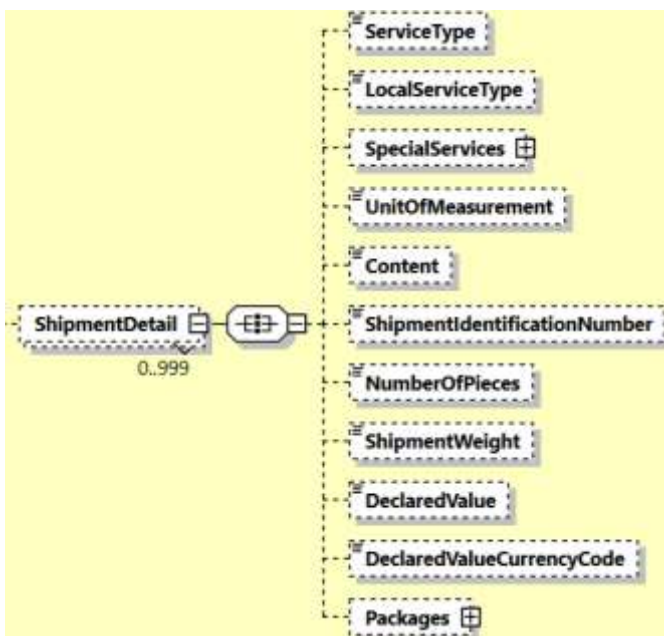 ServiceType
LocalServiceType
SpecialServices
UnitOfMeasurement
Content
ShipmentDetail
ShipmentIdentificationNumber
0..999
NumberOfPieces
ShipmentWeight
DeclaredValue
DeclaredValueCurrencyCode
Packages